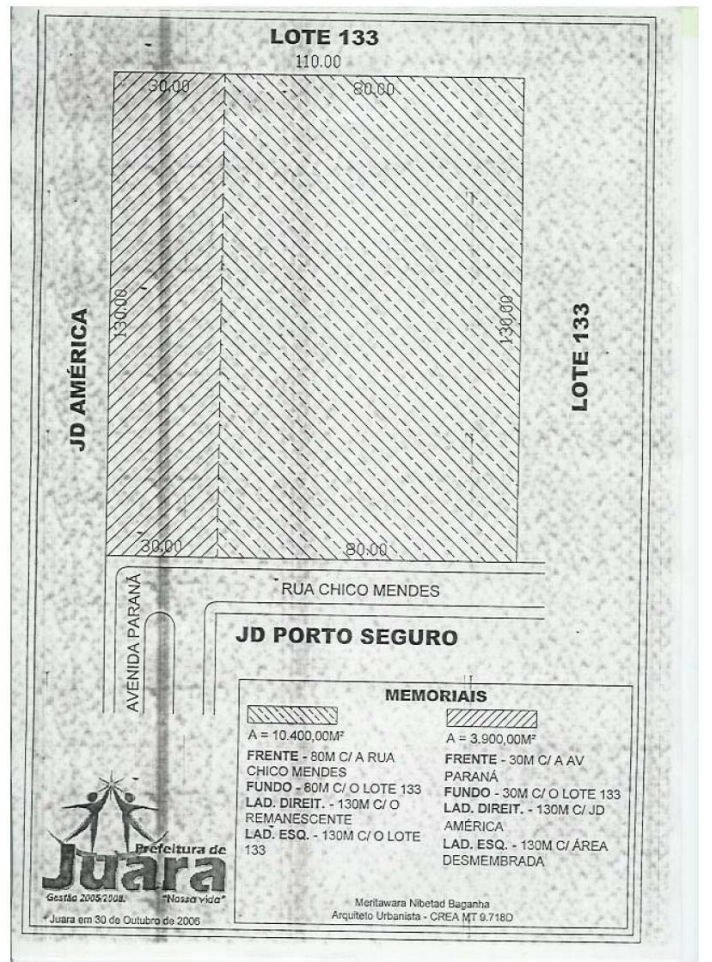 LOTE 133
110.00
30.00
80.00
JD AMÉRICA
130.00
130.00
LOTE 133
30.00
80.00
RUA CHICO MENDES
AVENIDA PARANÁ
JD PORTO SEGURO
MEMORIAIS
A = 10.400,00M²
FRENTE - 80M C/ A RUA
CHICO MENDES
FUNDO - 80M C/ O LOTE 133
LAD. DIREIT. - 130M C/ O
REMANESCENTE
LAD. ESQ. - 130M C/ O LOTE
133
A = 3.900,00M²
FRENTE - 30M C/ A AV
PARANÁ
FUNDO - 30M C/ O LOTE 133
LAD. DIREIT. - 130M C/ JD
AMÉRICA
LAD. ESQ. - 130M C/ ÁREA
DESMEMBRADA
Prefeitura de
Juara
Gestão 2005/2008. "Nossa vida"
* Juara em 30 de Outubro de 2006
Meritawara Nibetad Baganha
Arquiteto Urbanista - CREA MT 9.718D